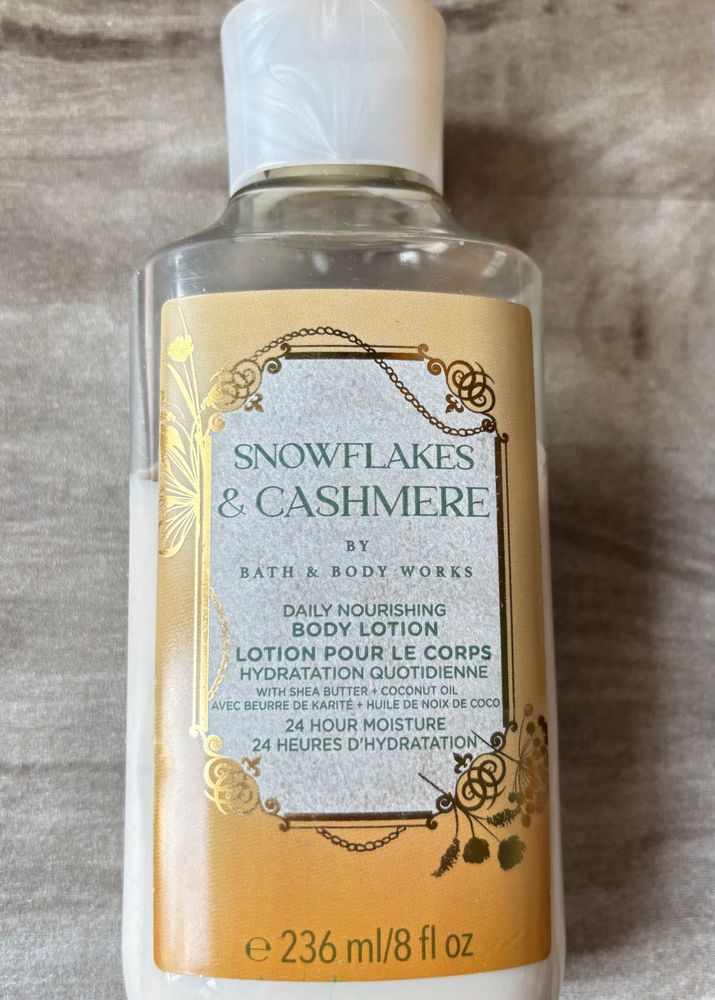 SNOWFLAKES
& CASHMERE
BY
BATH & BODY WORKS
DAILY NOURISHING
BODY LOTION
LOTION POUR LE CORPS
HYDRATATION QUOTIDIENNE
WITH SHEA BUTTER + COCONUT OIL
AVEC BEURRE DE KARITÉ + HUILE DE NOIX DE COCO
24 HOUR MOISTURE
24 HEURES D'HYDRATATION
℮ 236 ml/8 fl oz